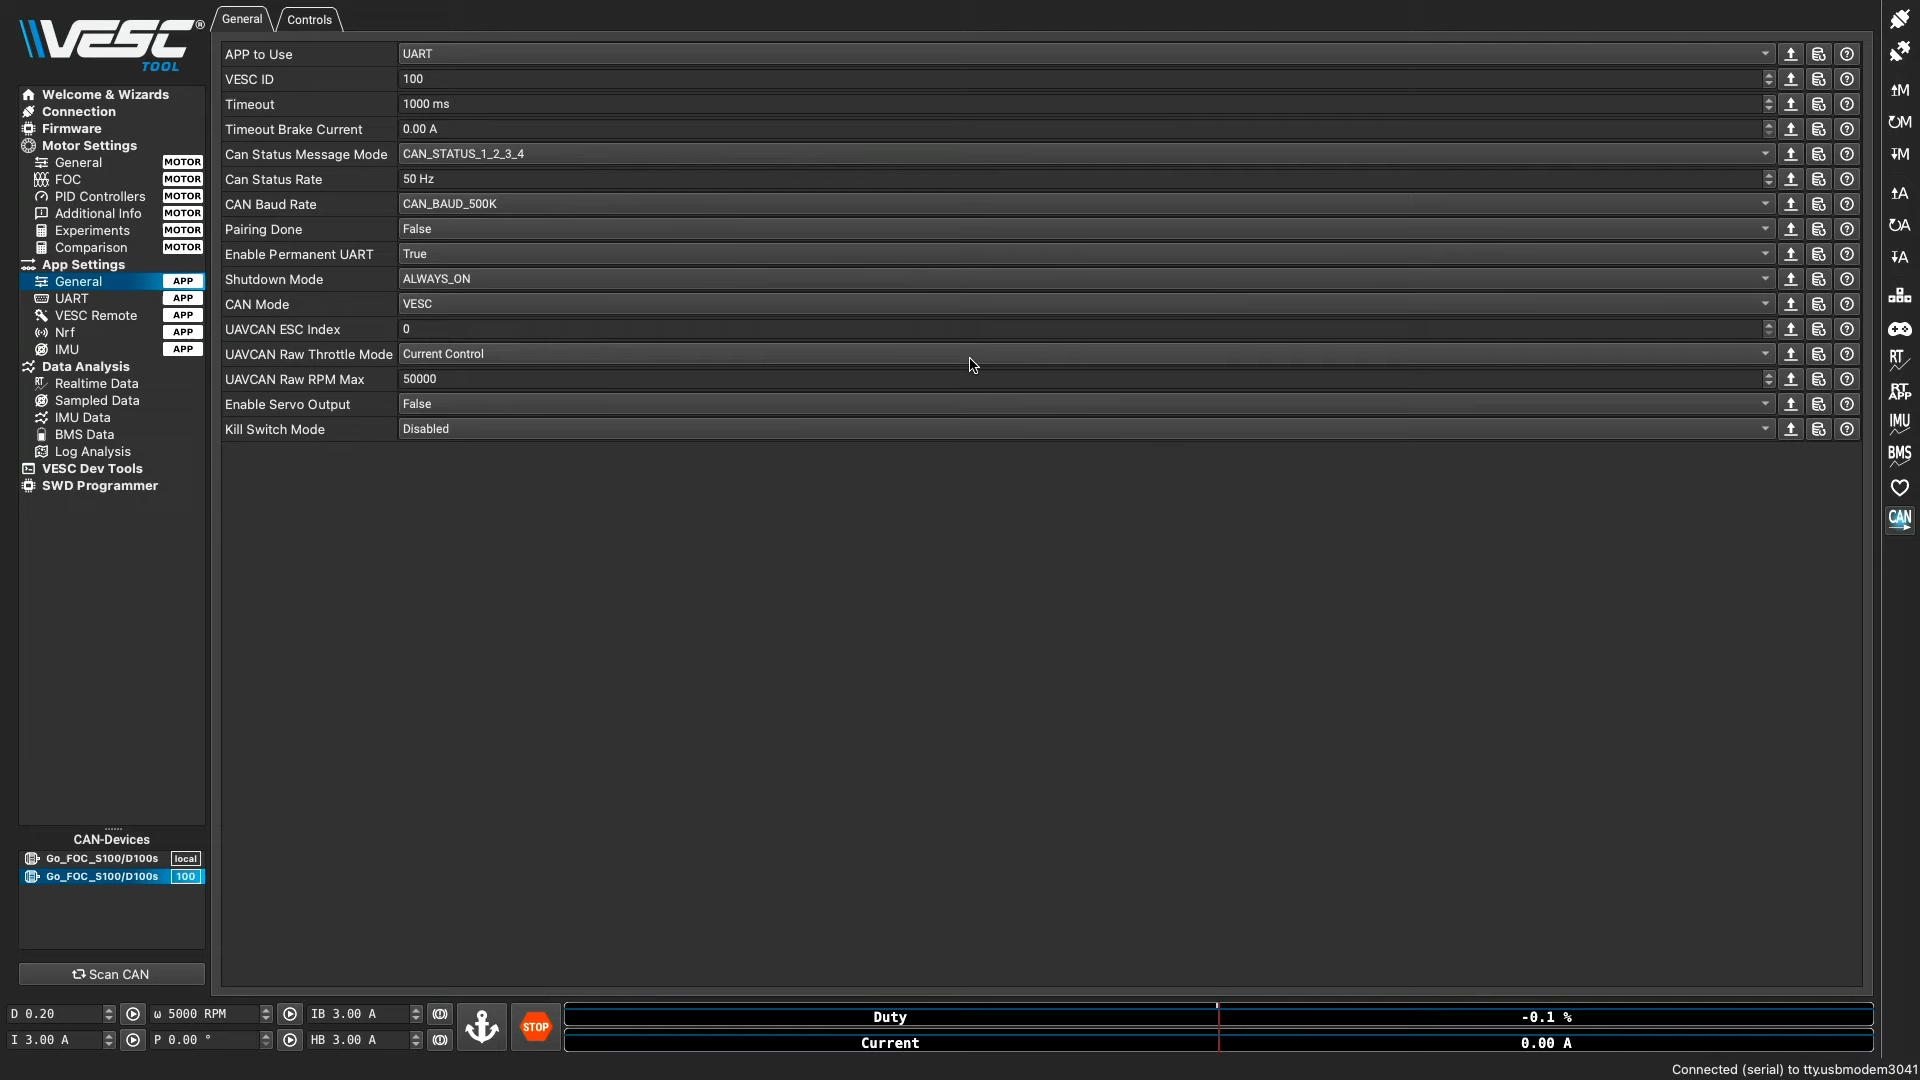 General
Controls
VESC®
TOOL
Welcome & Wizards
Connection
Firmware
Motor Settings
General MOTOR
FOC MOTOR
PID Controllers MOTOR
Additional Info MOTOR
Experiments MOTOR
Comparison MOTOR
App Settings
General APP
UART APP
VESC Remote APP
Nrf APP
IMU APP
Data Analysis
Realtime Data
Sampled Data
IMU Data
BMS Data
Log Analysis
VESC Dev Tools
SWD Programmer
CAN-Devices
Go_FOC_S100/D100s local
Go_FOC_S100/D100s 100
Scan CAN
APP to Use UART
VESC ID 100
Timeout 1000 ms
Timeout Brake Current 0.00 A
Can Status Message Mode CAN_STATUS_1_2_3_4
Can Status Rate 50 Hz
CAN Baud Rate CAN_BAUD_500K
Pairing Done False
Enable Permanent UART True
Shutdown Mode ALWAYS_ON
CAN Mode VESC
UAVCAN ESC Index 0
UAVCAN Raw Throttle Mode Current Control
UAVCAN Raw RPM Max 50000
Enable Servo Output False
Kill Switch Mode Disabled
M
M
M
A
A
A
RT
RT
APP
IMU
BMS
CAN
D 0.20 ω 5000 RPM IB 3.00 A
I 3.00 A P 0.00 ° HB 3.00 A
STOP
Duty -0.1 %
Current 0.00 A
Connected (serial) to tty.usbmodem3041